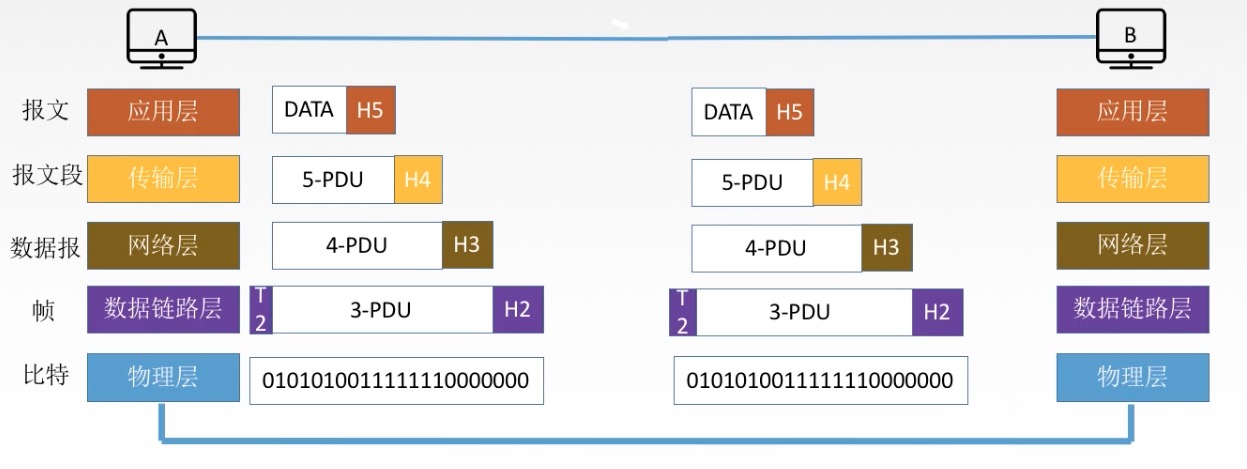 A
B
报文 应用层 DATA H5 DATA H5 应用层
报文段 传输层 5-PDU H4 5-PDU H4 传输层
数据报 网络层 4-PDU H3 4-PDU H3 网络层
帧 数据链路层 T2 3-PDU H2 T2 3-PDU H2 数据链路层
比特 物理层 0101010011111110000000 0101010011111110000000 物理层